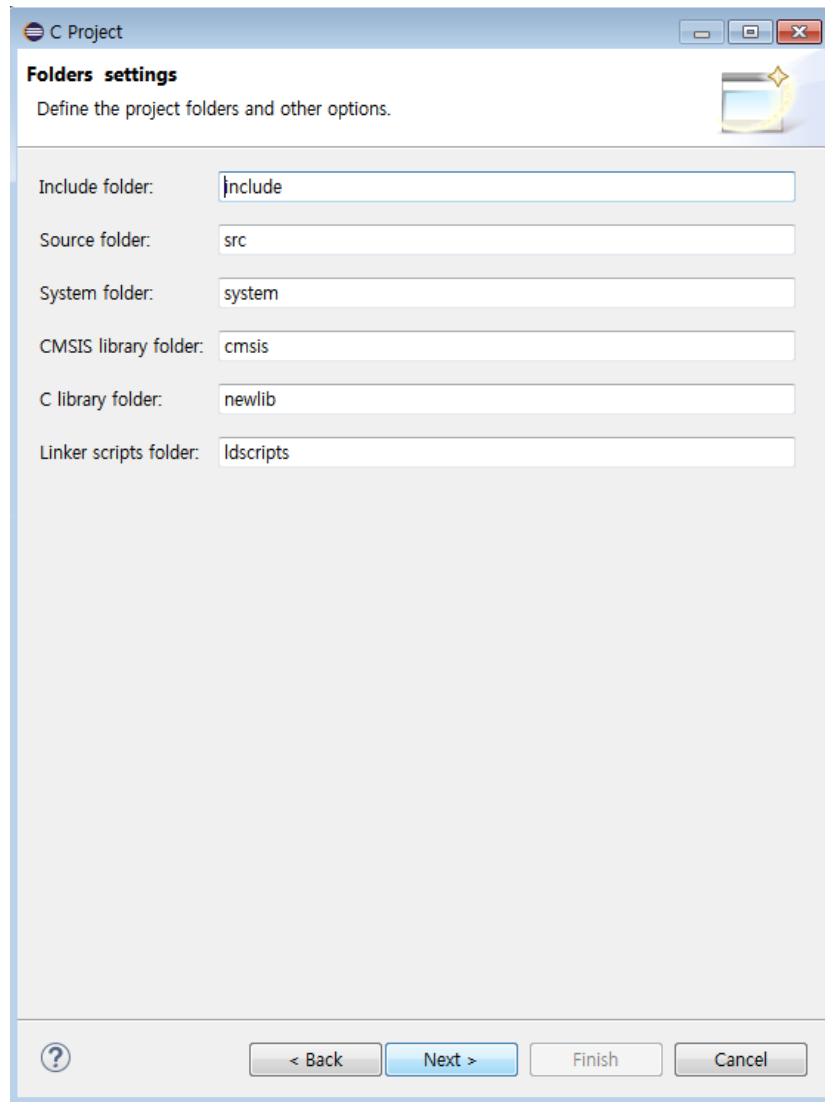 C Project
Folders settings
Define the project folders and other options.
Include folder: include
Source folder: src
System folder: system
CMSIS library folder: cmsis
C library folder: newlib
Linker scripts folder: ldscripts
? < Back Next > Finish Cancel